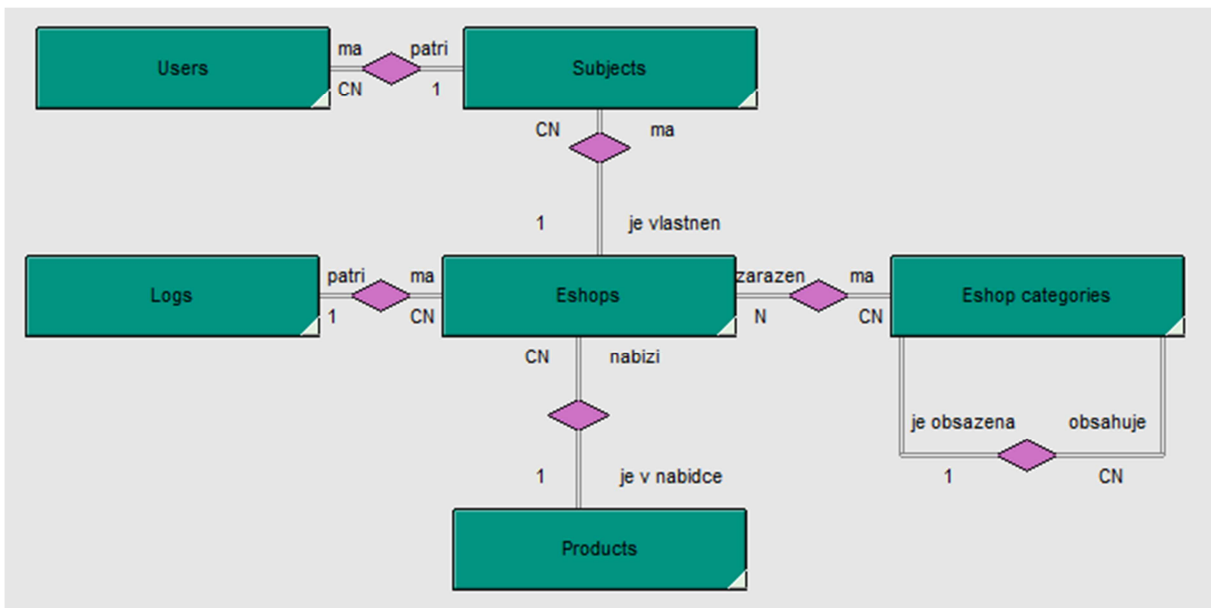 Users
ma
patri
CN
1
Subjects
CN
ma
1
je vlastnen
Logs
patri
ma
1
CN
Eshops
zarazen
ma
N
CN
Eshop categories
CN
nabizi
je obsazena
obsahuje
1
CN
1
je v nabidce
Products